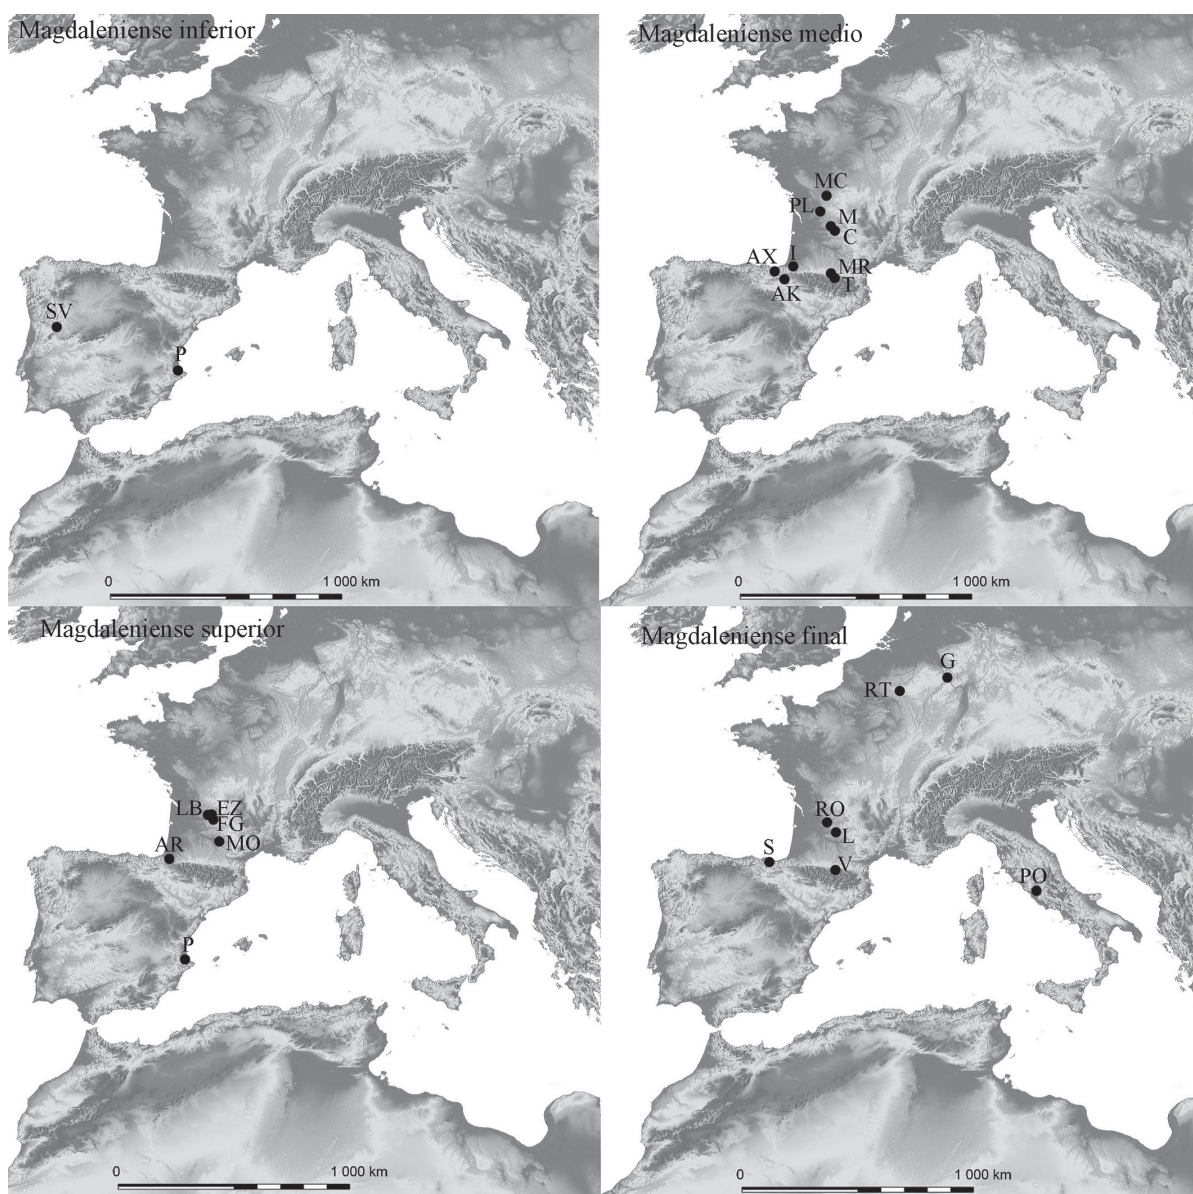 Magdaleniense inferior
SV
P
0 1 000 km
Magdaleniense medio
MC
PL
M
C
I
AX
MR
T
AK
0 1 000 km
Magdaleniense superior
LB EZ
FG
MO
AR
P
0 1 000 km
Magdaleniense final
G
RT
RO
L
S
V
PO
0 1 000 km